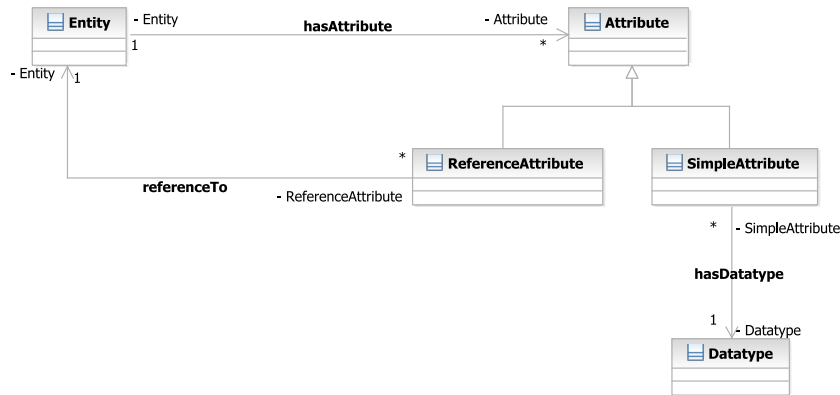 Entity
- Entity
1
hasAttribute
- Attribute
*
Attribute
- Entity
1
ReferenceAttribute
*
referenceTo
- ReferenceAttribute
SimpleAttribute
*
- SimpleAttribute
hasDatatype
1
- Datatype
Datatype